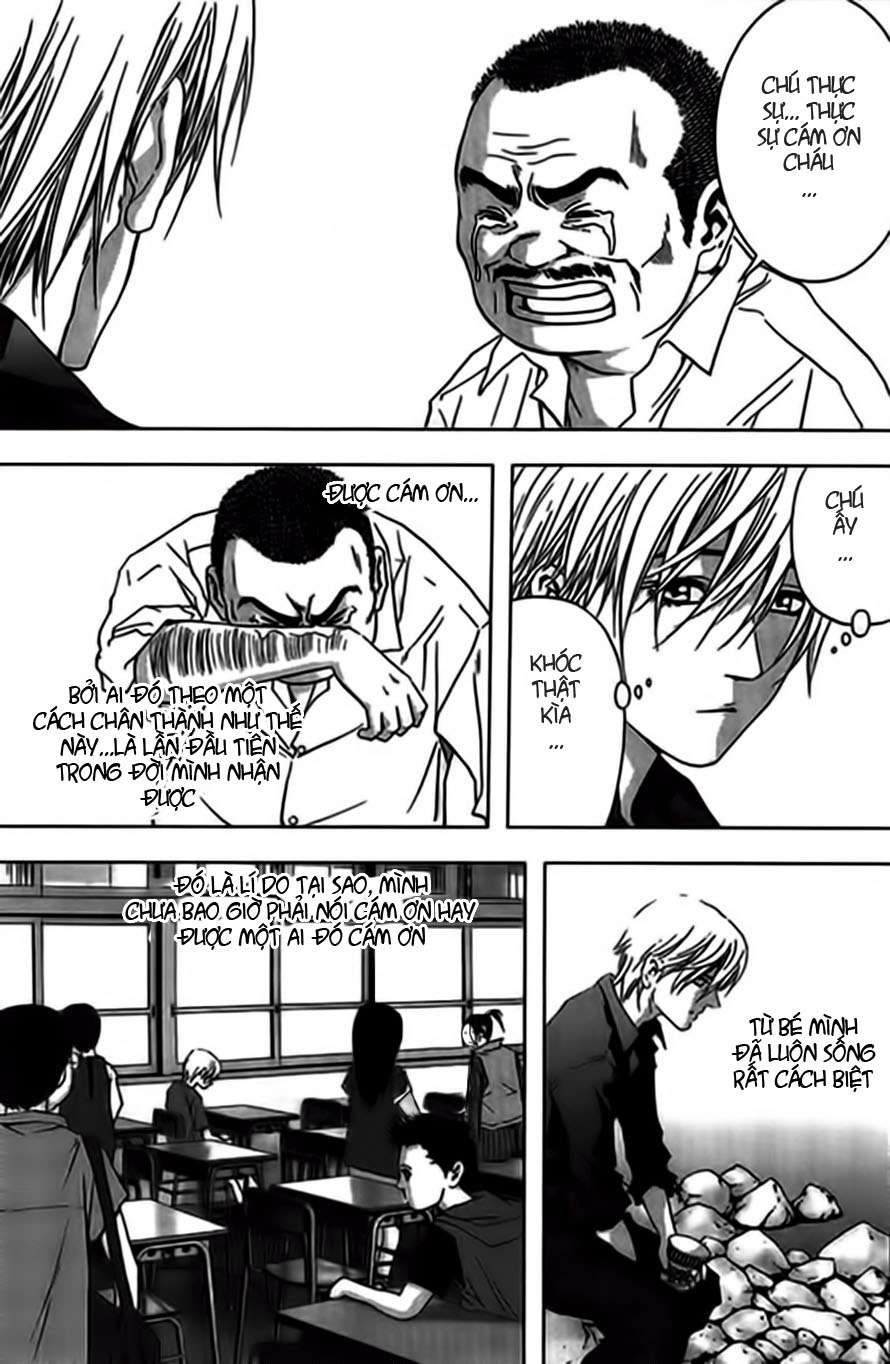 CHÚ THỰC
SỰ... THỰC
SỰ CÁM ƠN
CHÁU
...
CHÚ
ẤY
...
KHÓC
THẬT
KÌA
...
ĐƯỢC CÁM ƠN...
BỞI AI ĐÓ THEO MỘT
CÁCH CHÂN THÀNH NHƯ THẾ
NÀY...LÀ LẦN ĐẦU TIÊN
TRONG ĐỜI MÌNH NHẬN
ĐƯỢC
TỪ BÉ MÌNH
ĐÃ LUÔN SỐNG
RẤT CÁCH BIỆT
ĐÓ LÀ LÍ DO TẠI SAO, MÌNH
CHƯA BAO GIỜ PHẢI NÓI CÁM ƠN HAY
ĐƯỢC MỘT AI ĐÓ CÁM ƠN